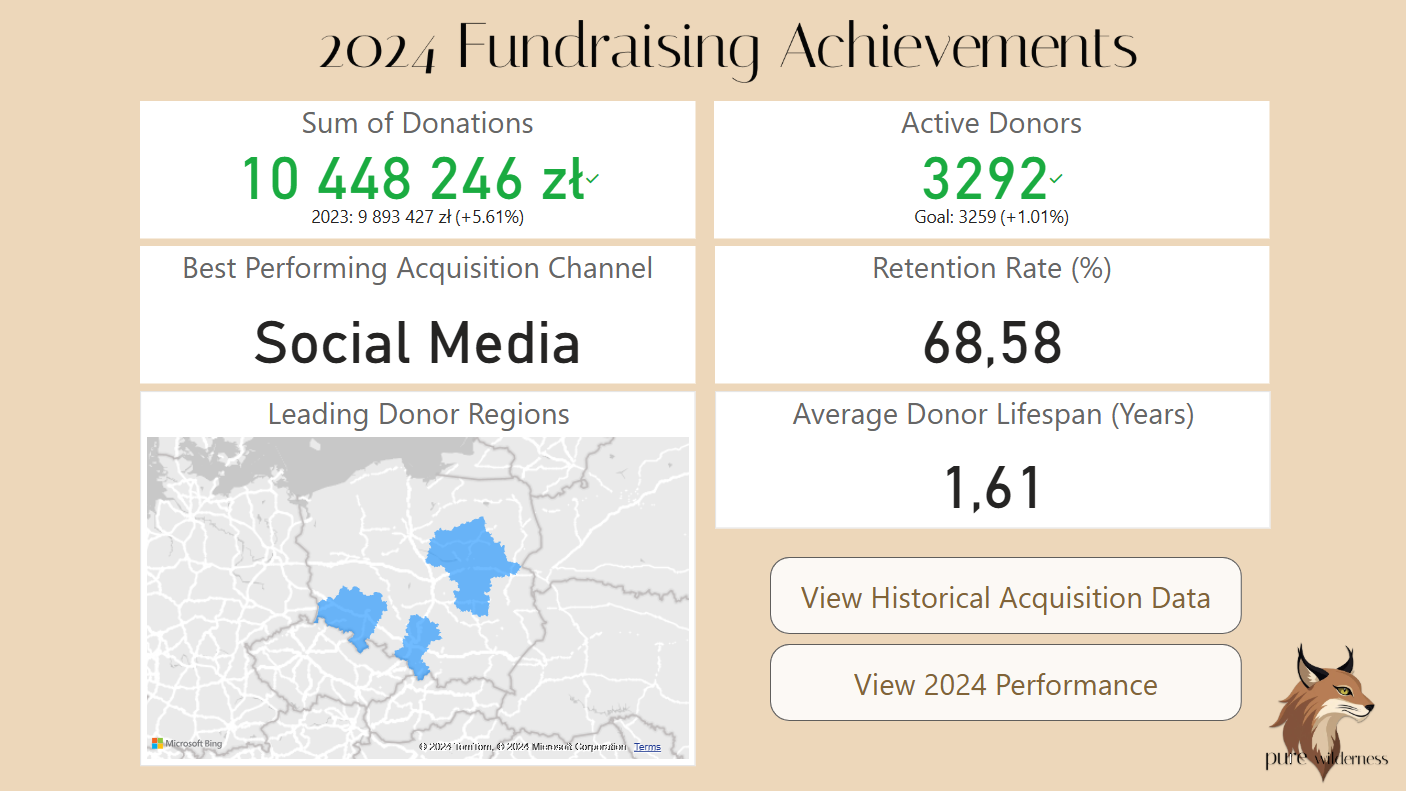 2024 Fundraising Achievements
Sum of Donations
10 448 246 zł
2023: 9 893 427 zł (+5.61%)
Active Donors
3292
Goal: 3259 (+1.01%)
Best Performing Acquisition Channel
Social Media
Retention Rate (%)
68,58
Leading Donor Regions
Microsoft Bing
© 2024 TomTom, © 2024 Microsoft Corporation Terms
Average Donor Lifespan (Years)
1,61
View Historical Acquisition Data
View 2024 Performance
pure wilderness